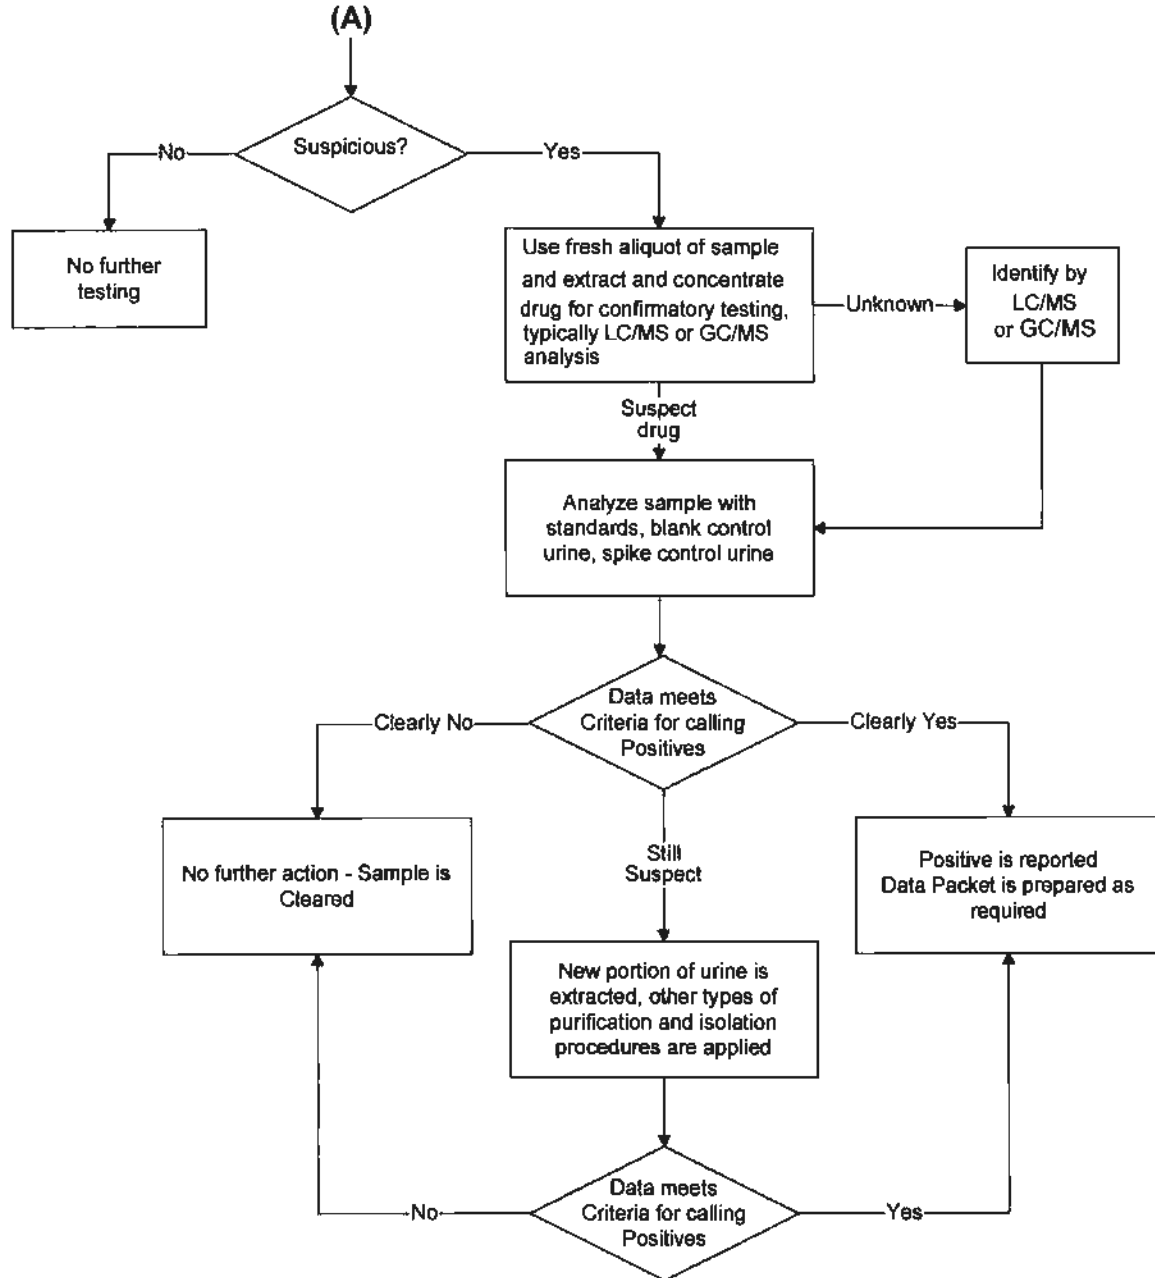 (A)
Suspicious?
No
Yes
No further
testing
Use fresh aliquot of sample
and extract and concentrate
drug for confirmatory testing,
typically LC/MS or GC/MS
analysis
Unknown
Identify by
LC/MS
or GC/MS
Suspect
drug
Analyze sample with
standards, blank control
urine, spike control urine
Data meets
Criteria for calling
Positives
Clearly No
Clearly Yes
No further action - Sample is
Cleared
Still
Suspect
Positive is reported
Data Packet is prepared as
required
New portion of urine is
extracted, other types of
purification and isolation
procedures are applied
Data meets
Criteria for calling
Positives
No
Yes